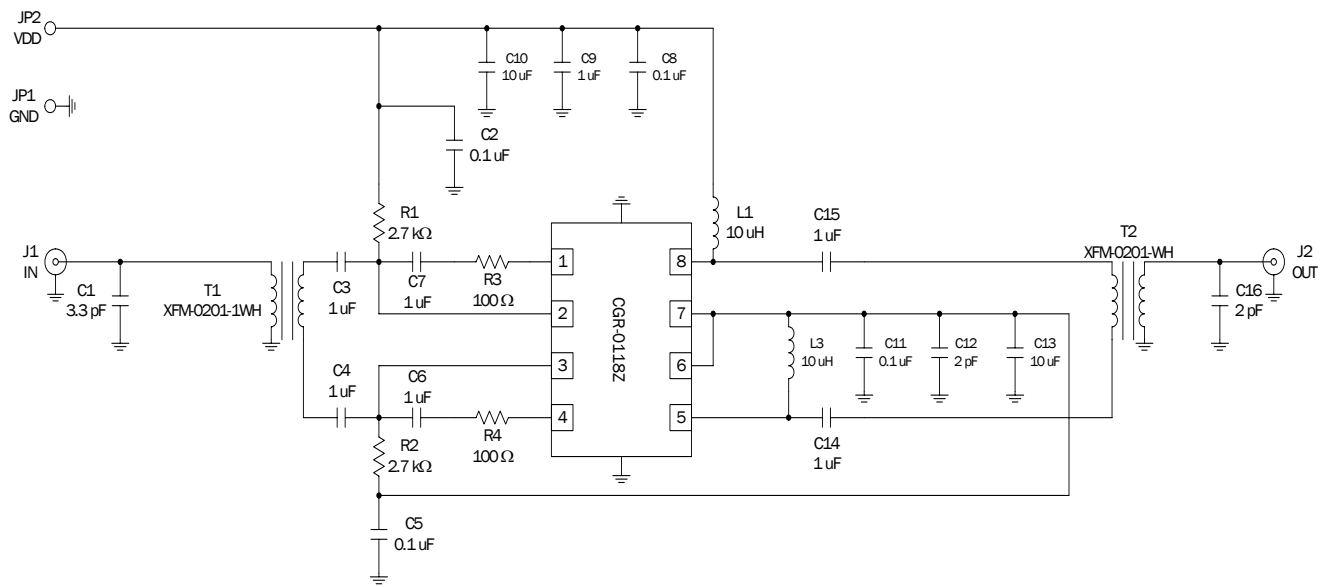 JP2
VDD
C10
10 uF
C9
1 uF
C8
0.1 uF
JP1
GND
C2
0.1 uF
R1
2.7 kΩ
L1
10 uH
C15
1 uF
T2
XFM-0201-WH
J1
IN
J2
OUT
C1
3.3 pF
T1
XFM-0201-1WH
C3
1 uF
C7
1 uF
R3
100 Ω
1
2
3
4
CGR-0118Z
8
7
6
5
C16
2 pF
L3
10 uH
C11
0.1 uF
C12
2 pF
C13
10 uF
C4
1 uF
C6
1 uF
R2
2.7 kΩ
R4
100 Ω
C14
1 uF
C5
0.1 uF